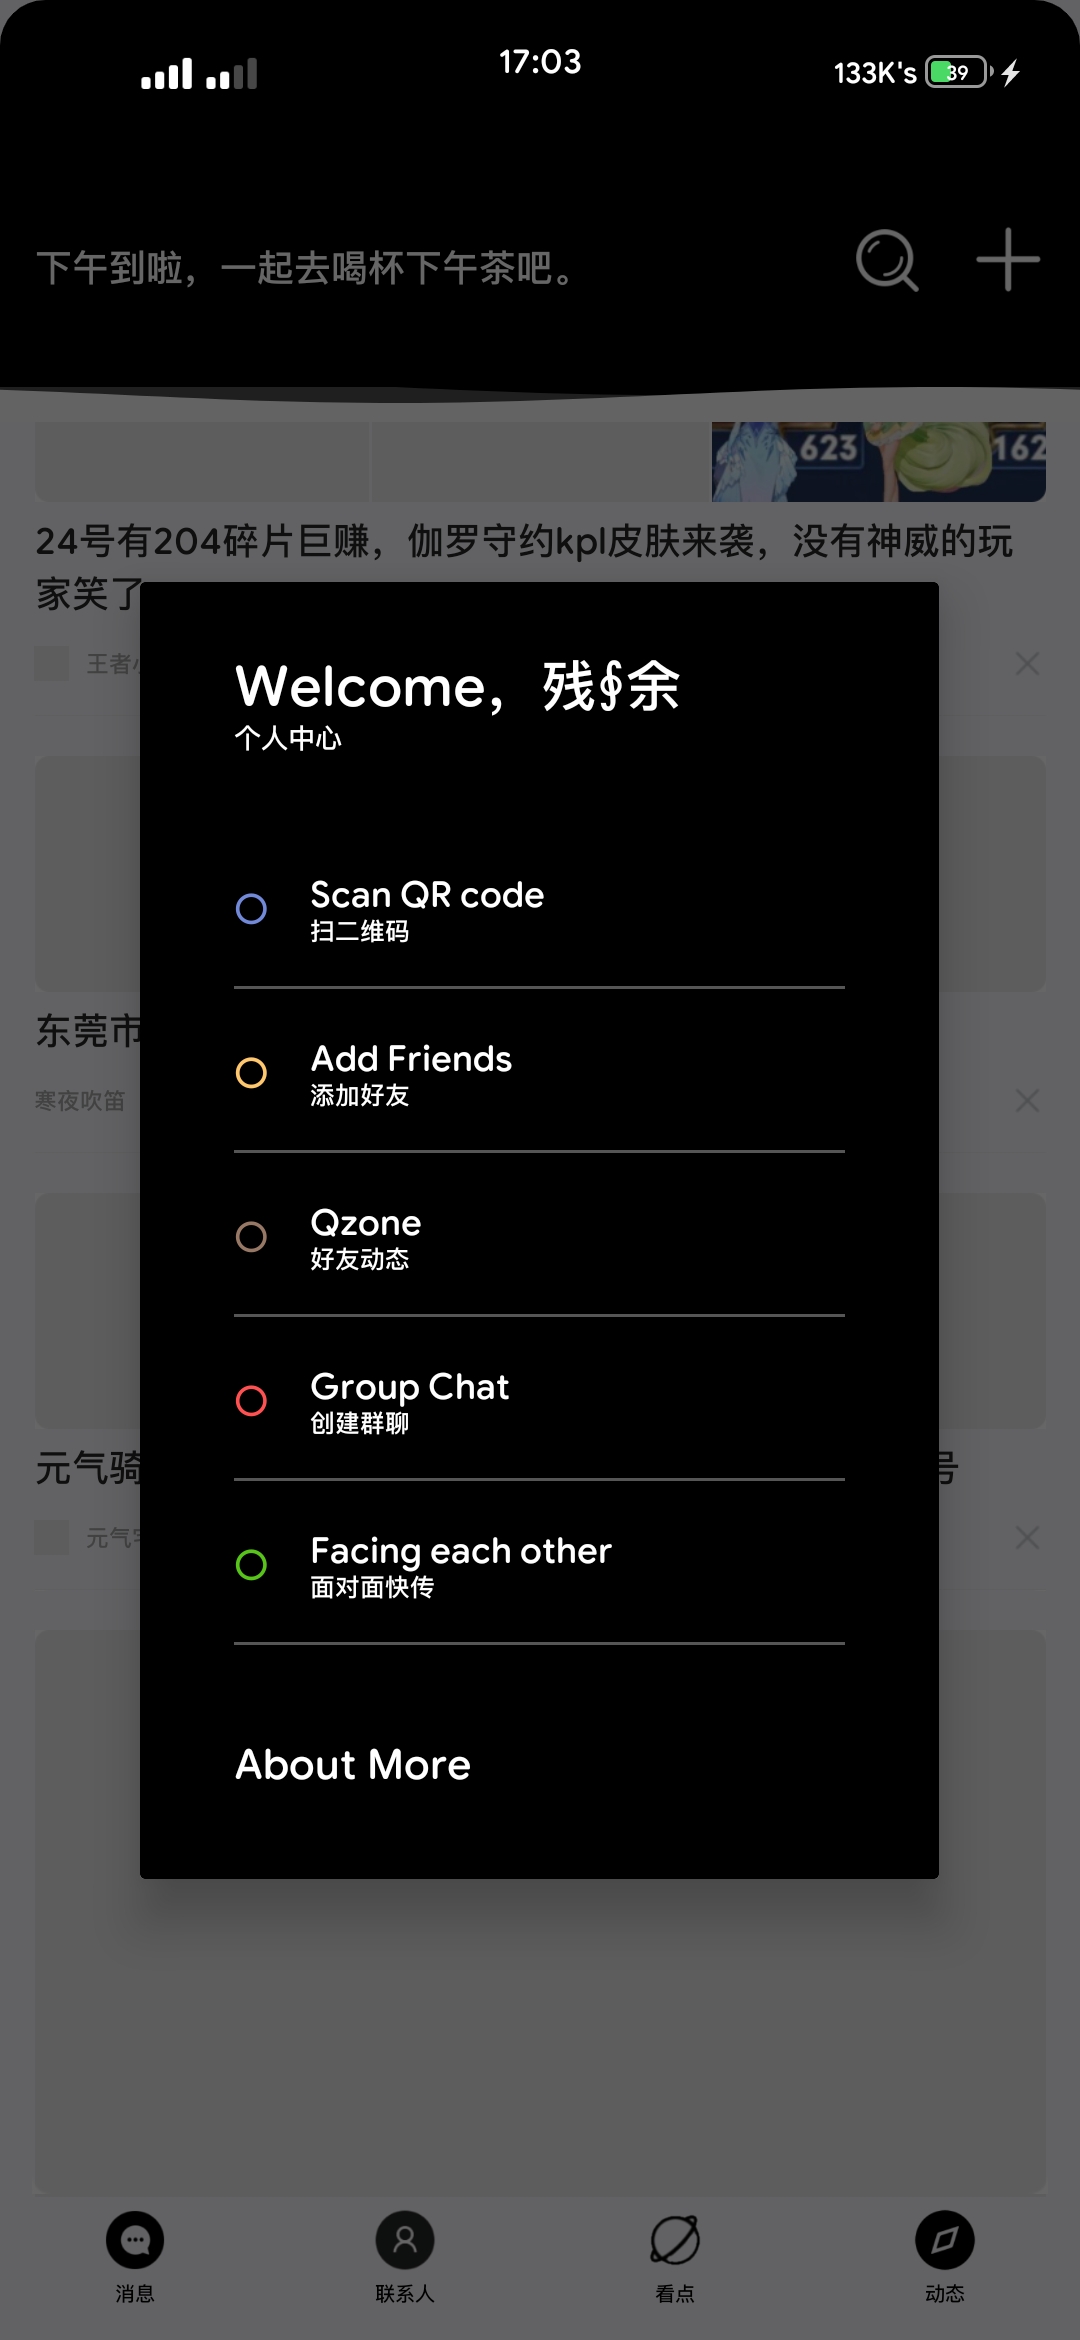 17:03
133K's 39
下午到啦，一起去喝杯下午茶吧。
623
162
24号有204碎片巨赚，伽罗守约kpl皮肤来袭，没有神威的玩
家笑了
王者
Welcome，残∮余
个人中心
Scan QR code
扫二维码
东莞市
Add Friends
添加好友
寒夜吹笛
Qzone
好友动态
Group Chat
创建群聊
元气骑
号
元气
Facing each other
面对面快传
About More
消息
联系人
看点
动态